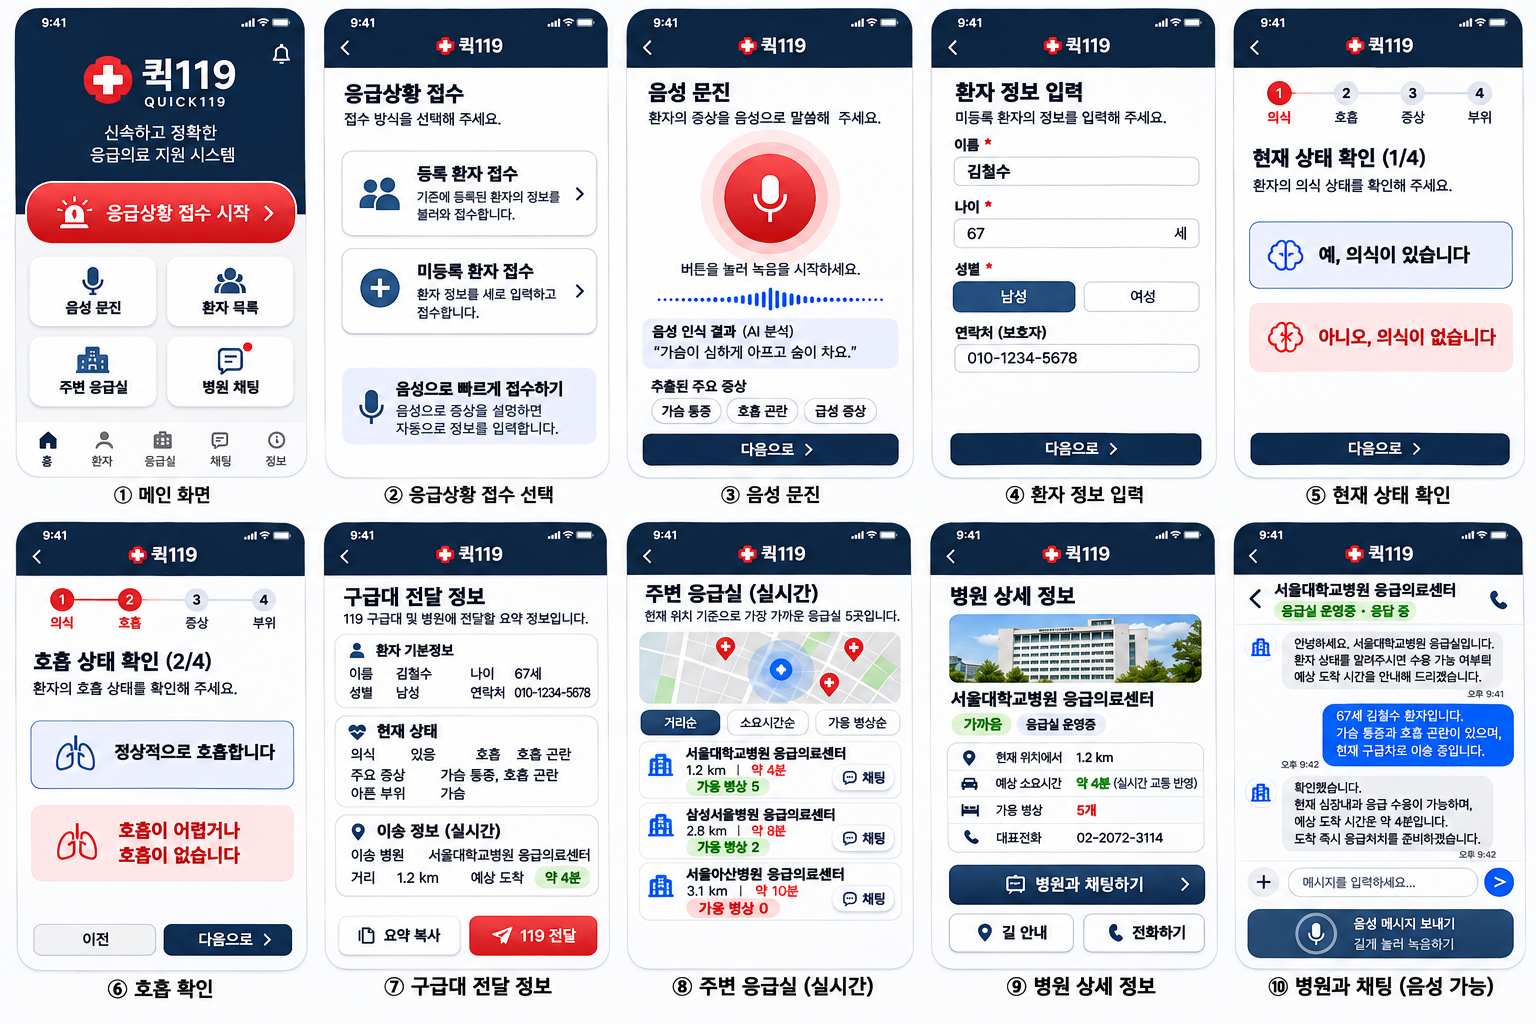 9:41
퀵119
QUICK119
신속하고 정확한
응급의료 지원 시스템
응급상황 접수 시작
음성 문진
환자 목록
주변 응급실
병원 채팅
홈
환자
응급실
채팅
정보
① 메인 화면
9:41
퀵119
응급상황 접수
접수 방식을 선택해 주세요.
등록 환자 접수
기존에 등록된 환자의 정보를
불러와 접수합니다.
미등록 환자 접수
환자 정보를 새로 입력하고
접수합니다.
음성으로 빠르게 접수하기
음성으로 증상을 설명하면
자동으로 정보를 입력합니다.
② 응급상황 접수 선택
9:41
퀵119
음성 문진
환자의 증상을 음성으로 말씀해 주세요.
버튼을 눌러 녹음을 시작하세요.
음성 인식 결과 (AI 분석)
“가슴이 심하게 아프고 숨이 차요.”
추출된 주요 증상
가슴 통증
호흡 곤란
급성 증상
다음으로
③ 음성 문진
9:41
퀵119
환자 정보 입력
미등록 환자의 정보를 입력해 주세요.
이름 *
김철수
나이 *
67 세
성별 *
남성
여성
연락처 (보호자)
010-1234-5678
다음으로
④ 환자 정보 입력
9:41
퀵119
1 2 3 4
의식 호흡 증상 부위
현재 상태 확인 (1/4)
환자의 의식 상태를 확인해 주세요.
예, 의식이 있습니다
아니오, 의식이 없습니다
다음으로
⑤ 현재 상태 확인
9:41
퀵119
1 2 3 4
의식 호흡 증상 부위
호흡 상태 확인 (2/4)
환자의 호흡 상태를 확인해 주세요.
정상적으로 호흡합니다
호흡이 어렵거나
호흡이 없습니다
이전
다음으로
⑥ 호흡 확인
9:41
퀵119
구급대 전달 정보
119 구급대 및 병원에 전달할 요약 정보입니다.
환자 기본정보
이름 김철수 나이 67세
성별 남성 연락처 010-1234-5678
현재 상태
의식 있음 호흡 호흡 곤란
주요 증상 가슴 통증, 호흡 곤란
아픈 부위 가슴
이송 정보 (실시간)
이송 병원 서울대학교병원 응급의료센터
거리 1.2 km 예상 도착 약 4분
요약 복사
119 전달
⑦ 구급대 전달 정보
9:41
퀵119
주변 응급실 (실시간)
현재 위치 기준으로 가장 가까운 응급실 5곳입니다.
거리순
소요시간순
가용 병상순
서울대학교병원 응급의료센터
1.2 km | 약 4분
가용 병상 5
채팅
삼성서울병원 응급의료센터
2.8 km | 약 8분
가용 병상 2
채팅
서울아산병원 응급의료센터
3.1 km | 약 10분
가용 병상 0
채팅
⑧ 주변 응급실 (실시간)
9:41
퀵119
병원 상세 정보
서울대학교병원 응급의료센터
가까움
응급실 운영중
현재 위치에서 1.2 km
예상 소요시간 약 4분 (실시간 교통 반영)
가용 병상 5개
대표전화 02-2072-3114
병원과 채팅하기
길 안내
전화하기
⑨ 병원 상세 정보
9:41
퀵119
서울대학교병원 응급의료센터
응급실 운영중 · 응답 중
안녕하세요, 서울대학교병원 응급실입니다.
환자 상태를 알려주시면 수용 가능 여부와
예상 도착 시간을 안내해 드리겠습니다.
오후 9:41
67세 김철수 환자입니다.
가슴 통증과 호흡 곤란이 있으며,
현재 구급차로 이송 중입니다.
오후 9:42
확인했습니다.
현재 심장내과 응급 수용이 가능하며,
예상 도착 시간은 약 4분입니다.
도착 즉시 응급처치를 준비하겠습니다.
오후 9:42
메시지를 입력하세요...
음성 메시지 보내기
길게 눌러 녹음하기
⑩ 병원과 채팅 (음성 가능)